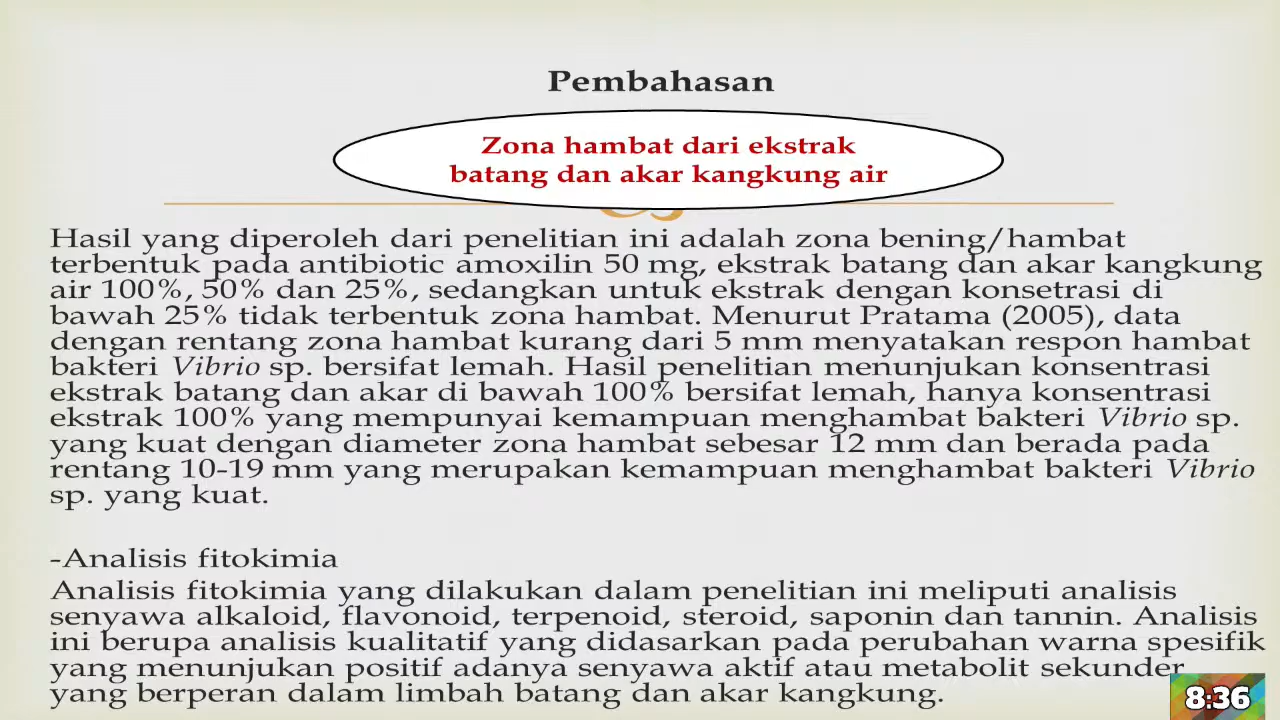 Pembahasan
Zona hambat dari ekstrak
batang dan akar kangkung air
Hasil yang diperoleh dari penelitian ini adalah zona bening/hambat
terbentuk pada antibiotic amoxilin 50 mg, ekstrak batang dan akar kangkung
air 100%, 50% dan 25%, sedangkan untuk ekstrak dengan konsetrasi di
bawah 25% tidak terbentuk zona hambat. Menurut Pratama (2005), data
dengan rentang zona hambat kurang dari 5 mm menyatakan respon hambat
bakteri Vibrio sp. bersifat lemah. Hasil penelitian menunjukan konsentrasi
ekstrak batang dan akar di bawah 100% bersifat lemah, hanya konsentrasi
ekstrak 100% yang mempunyai kemampuan menghambat bakteri Vibrio sp.
yang kuat dengan diameter zona hambat sebesar 12 mm dan berada pada
rentang 10-19 mm yang merupakan kemampuan menghambat bakteri Vibrio
sp. yang kuat.
-Analisis fitokimia
Analisis fitokimia yang dilakukan dalam penelitian ini meliputi analisis
senyawa alkaloid, flavonoid, terpenoid, steroid, saponin dan tannin. Analisis
ini berupa analisis kualitatif yang didasarkan pada perubahan warna spesifik
yang menunjukan positif adanya senyawa aktif atau metabolit sekunder
yang berperan dalam limbah batang dan akar kangkung.
8:36